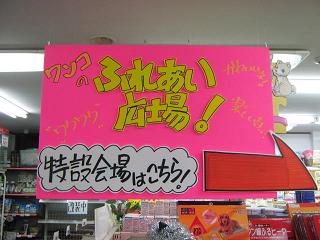 ワンコの
ふれあい
広場!
かわいいよ
ワンワン
楽しいよ
特設会場はこちら!